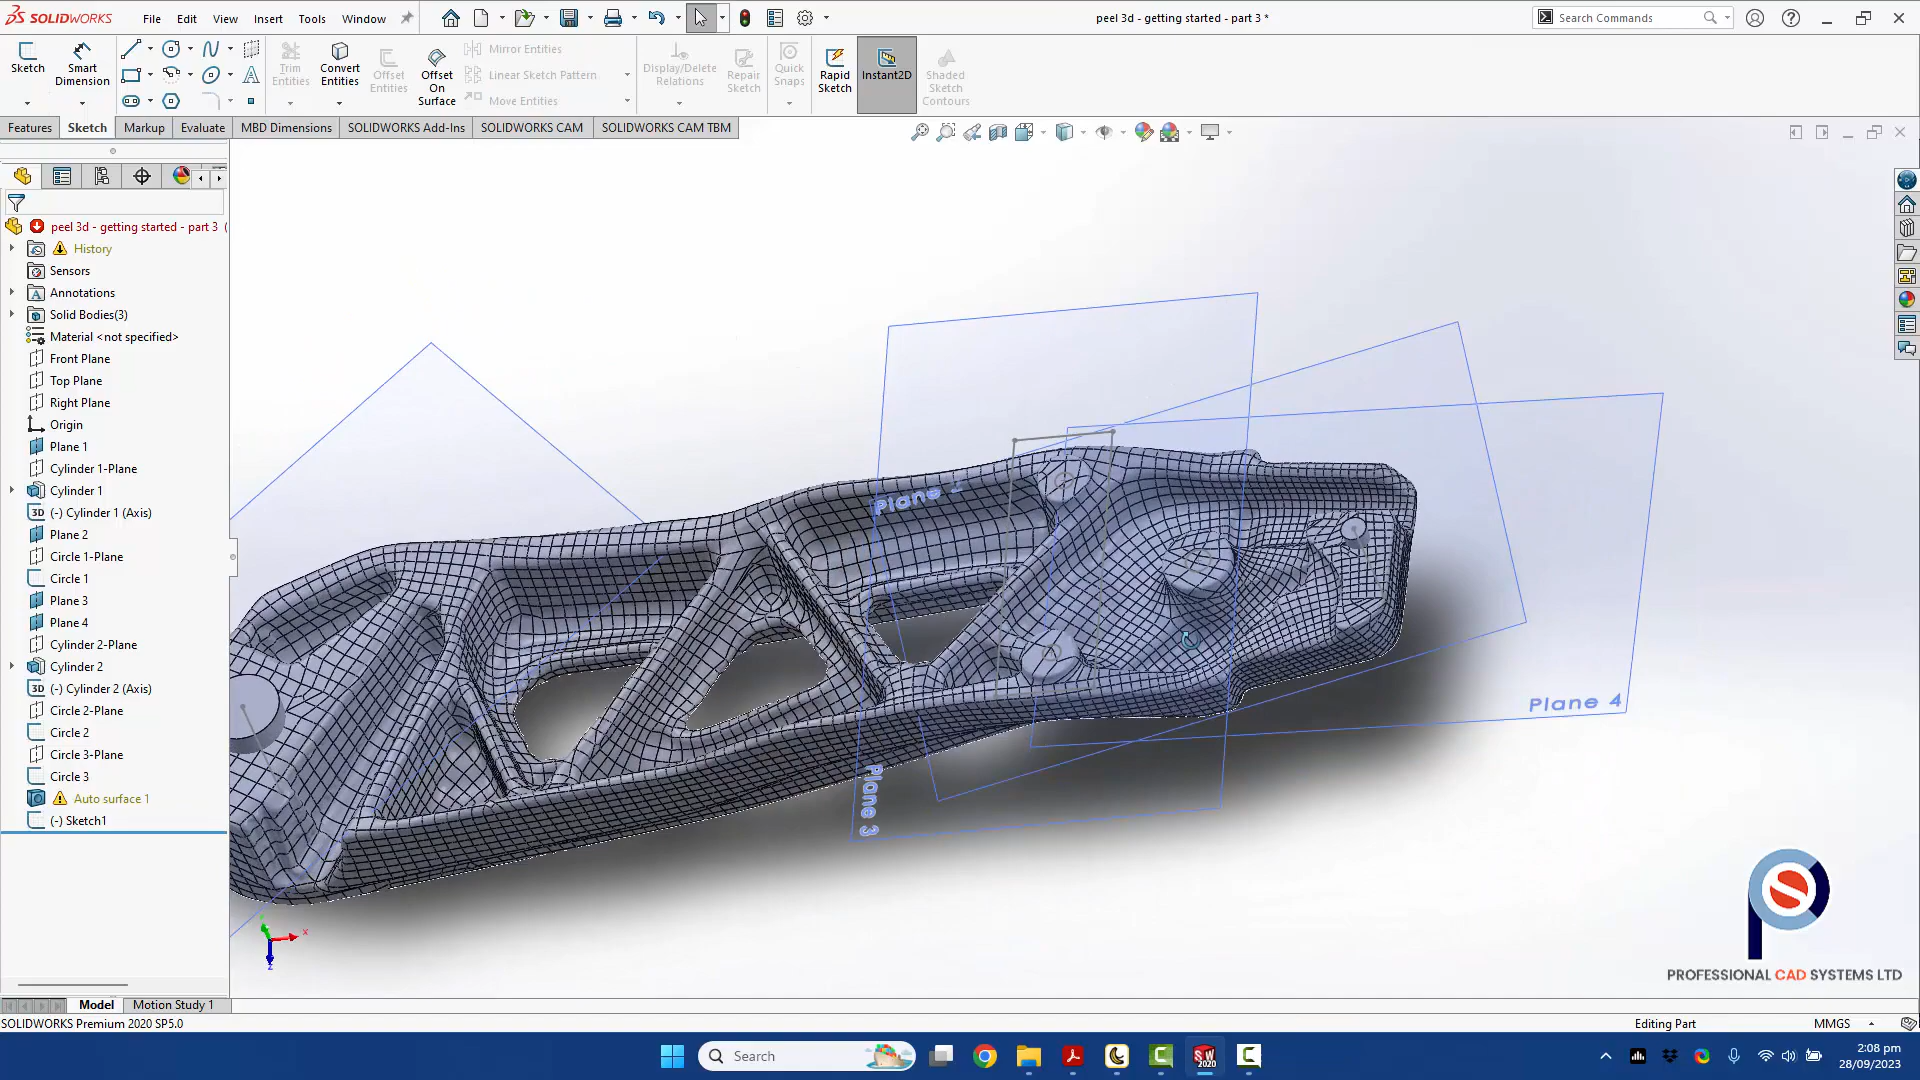 SOLIDWORKS
File Edit View Insert Tools Window
peel 3d - getting started - part 3 *
Search Commands
Sketch
Smart Dimension
Trim Entities
Convert Entities
Offset Entities
Offset On Surface
Mirror Entities
Linear Sketch Pattern
Move Entities
Display/Delete Relations
Repair Sketch
Quick Snaps
Rapid Sketch
Instant2D
Shaded Sketch Contours
Features Sketch Markup Evaluate MBD Dimensions SOLIDWORKS Add-Ins SOLIDWORKS CAM SOLIDWORKS CAM TBM
peel 3d - getting started - part 3 (
History
Sensors
Annotations
Solid Bodies(3)
Material <not specified>
Front Plane
Top Plane
Right Plane
Origin
Plane 1
Cylinder 1-Plane
Cylinder 1
3D (-) Cylinder 1 (Axis)
Plane 2
Circle 1-Plane
Circle 1
Plane 3
Plane 4
Cylinder 2-Plane
Cylinder 2
3D (-) Cylinder 2 (Axis)
Circle 2-Plane
Circle 2
Circle 3-Plane
Circle 3
Auto surface 1
(-) Sketch1
Plane 3
Plane 4
x
z
PROFESSIONAL CAD SYSTEMS LTD
Model Motion Study 1
SOLIDWORKS Premium 2020 SP5.0
Editing Part
MMGS
Search
SW 2020
2:08 pm
28/09/2023